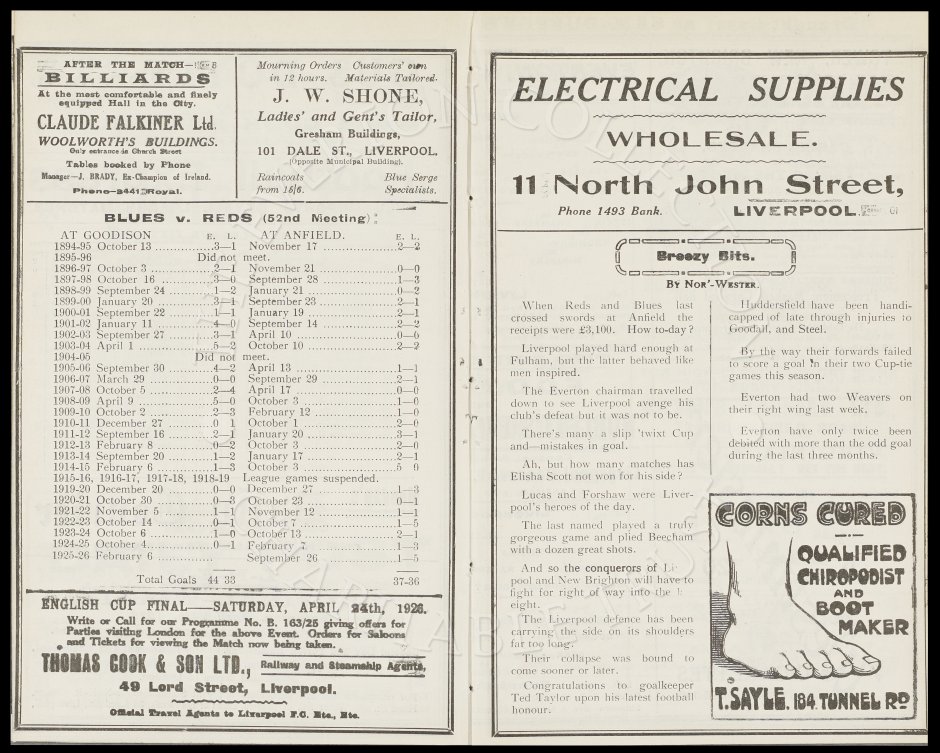 AFTER THE MATCH—
BILLIARDS
At the most comfortable and finely
equipped Hall in the City.
CLAUDE FALKINER Ltd.
WOOLWORTH'S BUILDINGS.
Only entrance in Church Street
Tables booked by Phone
Manager—J. BRADY, Ex-Champion of Ireland.
Phone—3441 Royal.
Mourning Orders Customers' own
in 12 hours. Materials Tailored.
J. W. SHONE,
Ladies' and Gent's Tailor,
Gresham Buildings,
101 DALE ST., LIVERPOOL.
(Opposite Municipal Building).
Raincoats Blue Serge
from 15/6. Specialists.
BLUES v. REDS (52nd Meeting)
AT GOODISON E. L. AT ANFIELD. E. L.
1894-95 October 13 3—1 November 17 2—2
1895-96 Did not meet.
1896-97 October 3 2—1 November 21 0—0
1897-98 October 16 3—0 September 28 1—3
1898-99 September 24 1—2 January 21 0—2
1899-00 January 20 3—1 September 23 2—1
1900-01 September 22 1—1 January 19 2—1
1901-02 January 11 4—0 September 14 2—2
1902-03 September 27 3—1 April 10 0—6
1903-04 April 1 5—2 October 10 2—2
1904-05 Did not meet.
1905-06 September 30 4—2 April 13 1—1
1906-07 March 29 0—0 September 29 2—1
1907-08 October 5 2—4 April 17 0—0
1908-09 April 9 5—0 October 3 1—0
1909-10 October 2 2—3 February 12 1—0
1910-11 December 27 0 1 October 1 2—0
1911-12 September 16 2—1 January 20 3—1
1912-13 February 8 0—2 October 3 2—0
1913-14 September 20 1—2 January 17 2—1
1914-15 February 6 1—3 October 3 5 0
1915-16, 1916-17, 1917-18, 1918-19 League games suspended.
1919-20 December 20 0—0 December 27 1—3
1920-21 October 30 0—3 October 23 0—1
1921-22 November 5 1—1 November 12 1—1
1922-23 October 14 0—1 October 7 1—5
1923-24 October 6 1—0 October 13 2—1
1924-25 October 4 0—1 February 7 1—3
1925-26 February 6 September 26 1—5
Total Goals 44 33 37-36
ENGLISH CUP FINAL—SATURDAY, APRIL 24th, 1926.
Write or Call for our Programme No. B. 163/25 giving offers for
Parties visiting London for the above Event. Orders for Saloons
and Tickets for viewing the Match now being taken.
THOMAS COOK & SON LTD., Railway and Steamship Agents,
49 Lord Street, Liverpool.
Official Travel Agents to Liverpool F.C. Etc., Etc.
ELECTRICAL SUPPLIES
WHOLESALE.
11 North John Street,
Phone 1493 Bank. LIVERPOOL.
Breezy Bits.
BY NOR'-WESTER.
When Reds and Blues last
crossed swords at Anfield the
receipts were £3,100. How to-day?
Liverpool played hard enough at
Fulham, but the latter behaved like
men inspired.
The Everton chairman travelled
down to see Liverpool avenge his
club's defeat but it was not to be.
There's many a slip 'twixt Cup
and—mistakes in goal.
Ah, but how many matches has
Elisha Scott not won for his side?
Lucas and Forshaw were Liver-
pool's heroes of the day.
The last named played a truly
gorgeous game and plied Beecham
with a dozen great shots.
And so the conquerors of
pool and New Brighton will have to
fight for right of way into the
eight.
The Liverpool defence has been
carrying the side on its shoulders
far too long.
Their collapse was bound to
come sooner or later.
Congratulations to goalkeeper
Ted Taylor upon his latest football
honour.
Huddersfield have been handi-
capped of late through injuries to
Goodall, and Steel.
By the way their forwards failed
to score a goal in their two Cup-tie
games this season.
Everton had two Weavers on
their right wing last week.
Everton have only twice been
debited with more than the odd goal
during the last three months.
CORNS CURED
QUALIFIED
CHIROPODIST
AND
BOOT
MAKER
T. SAYLE. 184. TUNNEL RD